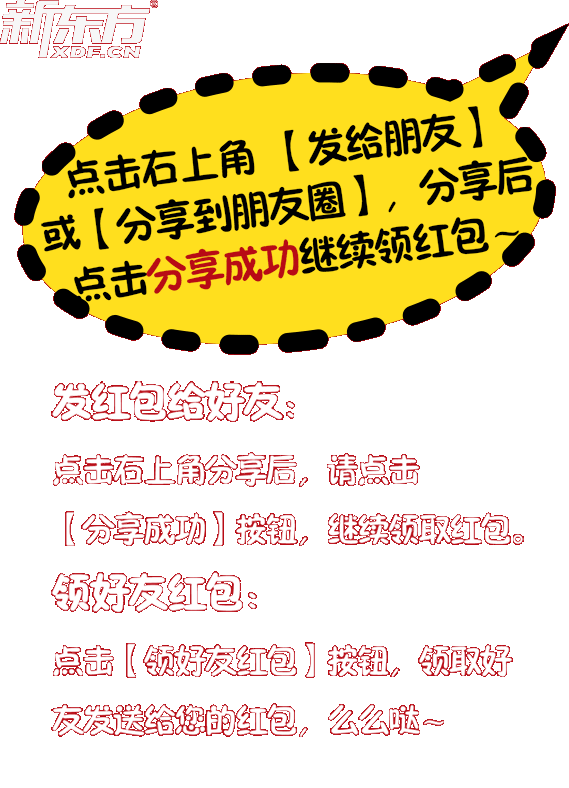 新东方
XDF.CN
点击右上角【发给朋友】
或【分享到朋友圈】，分享后
点击分享成功继续领红包~
发红包给好友：
点击右上角分享后，请点击
【分享成功】按钮，继续领取红包。
领好友红包：
点击【领好友红包】按钮，领取好
友发送给您的红包，么么哒~